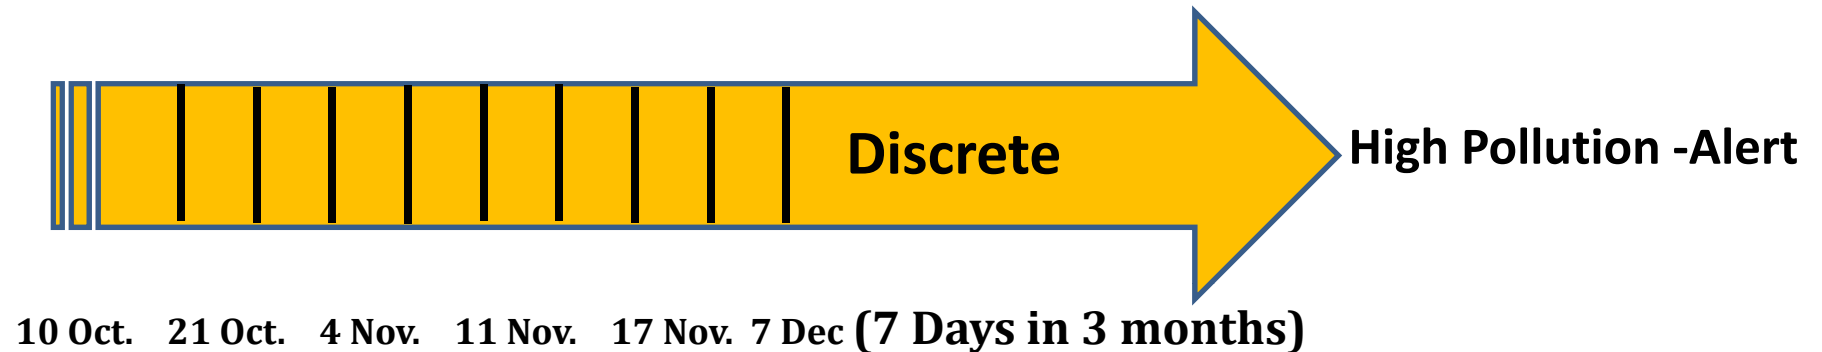 Discrete
High Pollution -Alert
10 Oct. 21 Oct. 4 Nov. 11 Nov. 17 Nov. 7 Dec (7 Days in 3 months)